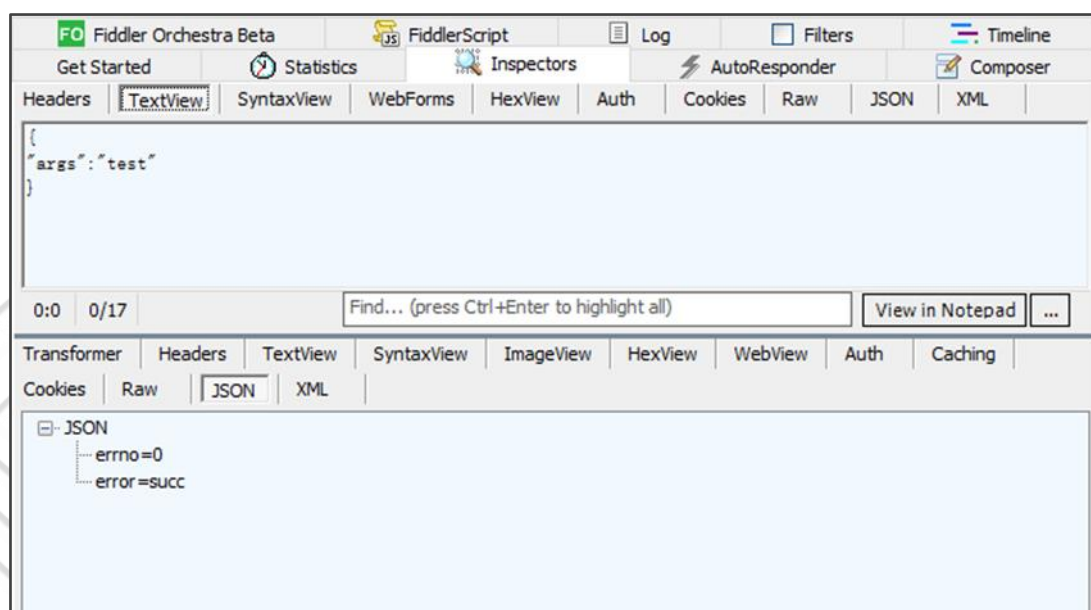 FO Fiddler Orchestra Beta JS FiddlerScript Log Filters Timeline
Get Started Statistics Inspectors AutoResponder Composer
Headers TextView SyntaxView WebForms HexView Auth Cookies Raw JSON XML
{
"args":"test"
}
0:0 0/17 Find... (press Ctrl+Enter to highlight all) View in Notepad ...
Transformer Headers TextView SyntaxView ImageView HexView WebView Auth Caching
Cookies Raw JSON XML
JSON
errno=0
error=succ